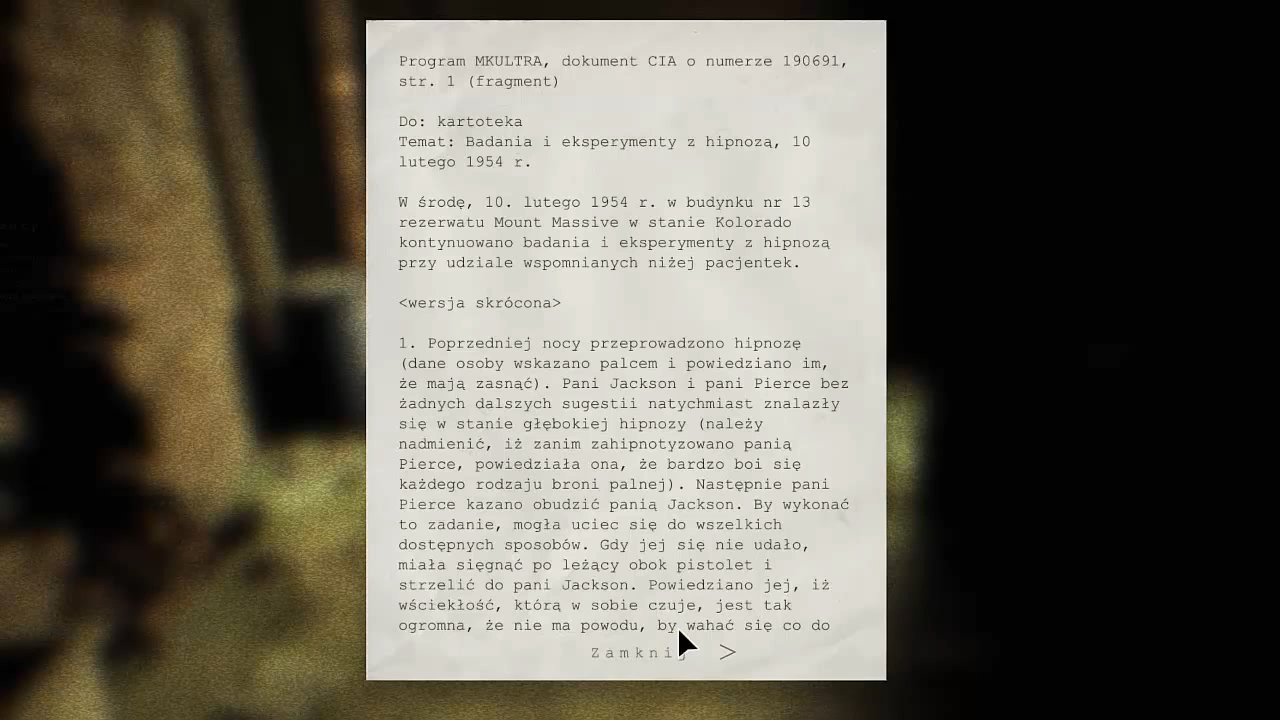 Program MKULTRA, dokument CIA o numerze 190691,
str. 1 (fragment)
Do: kartoteka
Temat: Badania i eksperymenty z hipnozą, 10
lutego 1954 r.
W środę, 10. lutego 1954 r. w budynku nr 13
rezerwatu Mount Massive w stanie Kolorado
kontynuowano badania i eksperymenty z hipnozą
przy udziale wspomnianych niżej pacjentek.
<wersja skrócona>
1. Poprzedniej nocy przeprowadzono hipnozę
(dane osoby wskazano palcem i powiedziano im,
że mają zasnąć). Pani Jackson i pani Pierce bez
żadnych dalszych sugestii natychmiast znalazły
się w stanie głębokiej hipnozy (należy
nadmienić, iż zanim zahipnotyzowano panią
Pierce, powiedziała ona, że bardzo boi się
każdego rodzaju broni palnej). Następnie pani
Pierce kazano obudzić panią Jackson. By wykonać
to zadanie, mogła uciec się do wszelkich
dostępnych sposobów. Gdy jej się nie udało,
miała sięgnąć po leżący obok pistolet i
strzelić do pani Jackson. Powiedziano jej, iż
wściekłość, którą w sobie czuje, jest tak
ogromna, że nie ma powodu, by wahać się co do
Zamknij >